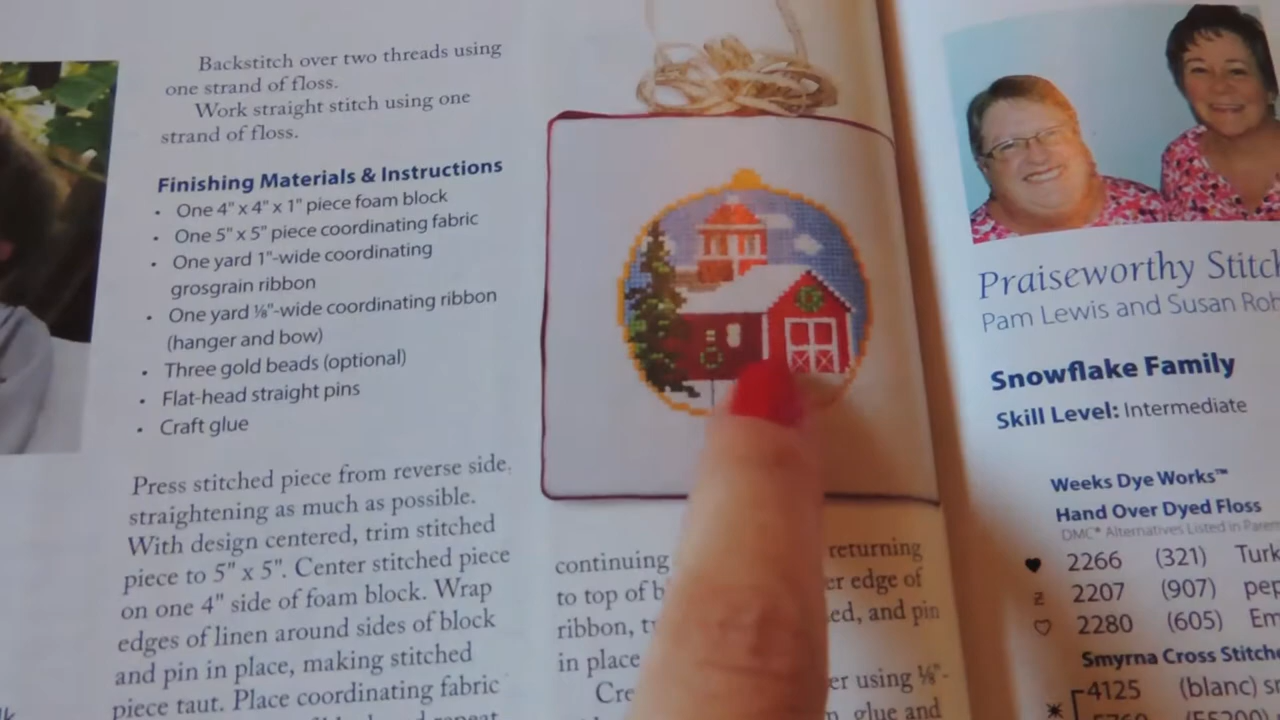 Backstitch over two threads using
one strand of floss.
Work straight stitch using one
strand of floss.
Finishing Materials & Instructions
• One 4" x 4" x 1" piece foam block
• One 5" x 5" piece coordinating fabric
• One yard 1"-wide coordinating
grosgrain ribbon
• One yard ⅛"-wide coordinating ribbon
(hanger and bow)
• Three gold beads (optional)
• Flat-head straight pins
• Craft glue
Press stitched piece from reverse side,
straightening as much as possible.
With design centered, trim stitched
piece to 5" x 5". Center stitched piece
on one 4" side of foam block. Wrap
edges of linen around sides of block
and pin in place, making stitched
piece taut. Place coordinating fabric
continuing returning
to top of edge of
ribbon, and pin
in place
using ⅛"-
glue and
Praiseworthy
Pam Lewis and Susan
Snowflake Family
Skill Level: Intermediate
Weeks Dye Works™
Hand Over Dyed Floss
DMC® Alternatives Listed in
♥ 2266 (321)
z 2207 (907)
♡ 2280 (605)
Smyrna Cross
4125 (blanc)